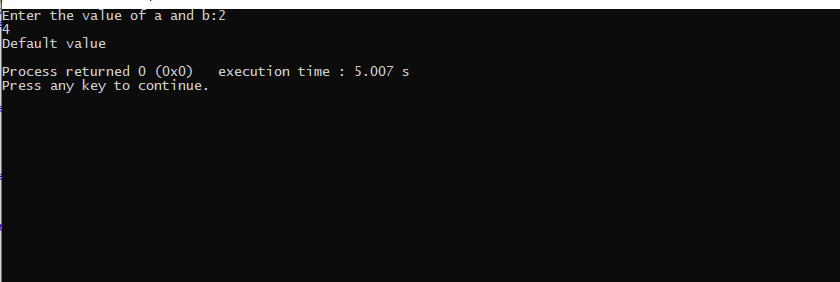 Enter the value of a and b:2
4
Default value
Process returned 0 (0x0)   execution time : 5.007 s
Press any key to continue.